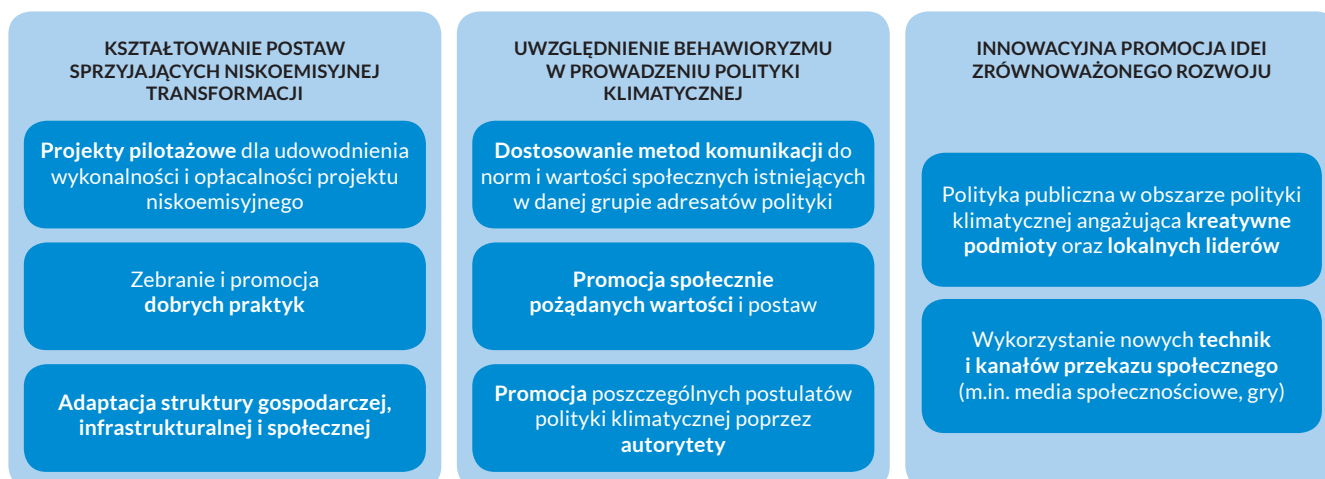 KSZTAŁTOWANIE POSTAW
SPRZYJAJĄCYCH NISKOEMISYJNEJ
TRANSFORMACJI
Projekty pilotażowe dla udowodnienia
wykonalności i opłacalności projektu
niskoemisyjnego
Zebranie i promocja
dobrych praktyk
Adaptacja struktury gospodarczej,
infrastrukturalnej i społecznej
UWZGLĘDNIENIE BEHAWIORYZMU
W PROWADZENIU POLITYKI
KLIMATYCZNEJ
Dostosowanie metod komunikacji do
norm i wartości społecznych istniejących
w danej grupie adresatów polityki
Promocja społecznie
pożądanych wartości i postaw
Promocja poszczególnych postulatów
polityki klimatycznej poprzez
autorytety
INNOWACYJNA PROMOCJA IDEI
ZRÓWNOWAŻONEGO ROZWOJU
Polityka publiczna w obszarze polityki
klimatycznej angażująca kreatywne
podmioty oraz lokalnych liderów
Wykorzystanie nowych technik
i kanałów przekazu społecznego
(m.in. media społecznościowe, gry)